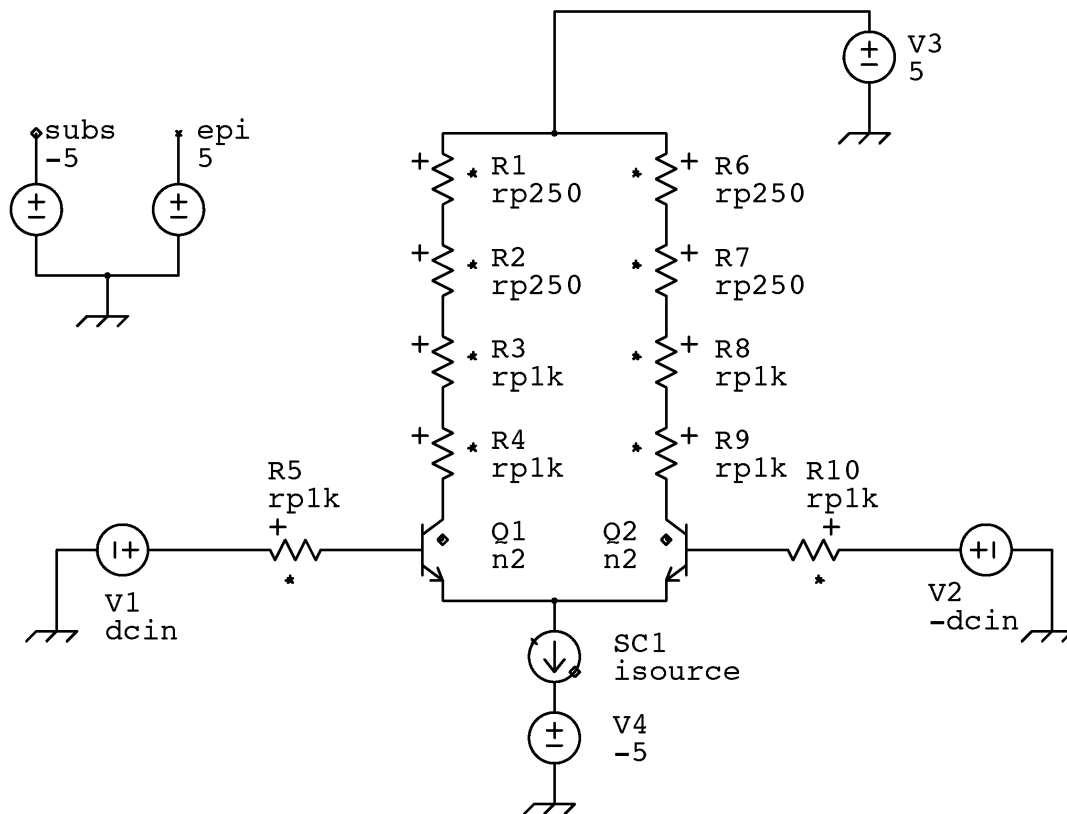 V3
5
subs
-5
epi
5
R1
rp250
R6
rp250
R2
rp250
R7
rp250
R3
rp1k
R8
rp1k
R4
rp1k
R9
rp1k
R5
rp1k
R10
rp1k
Q1
n2
Q2
n2
V1
dcin
V2
-dcin
SC1
isource
V4
-5